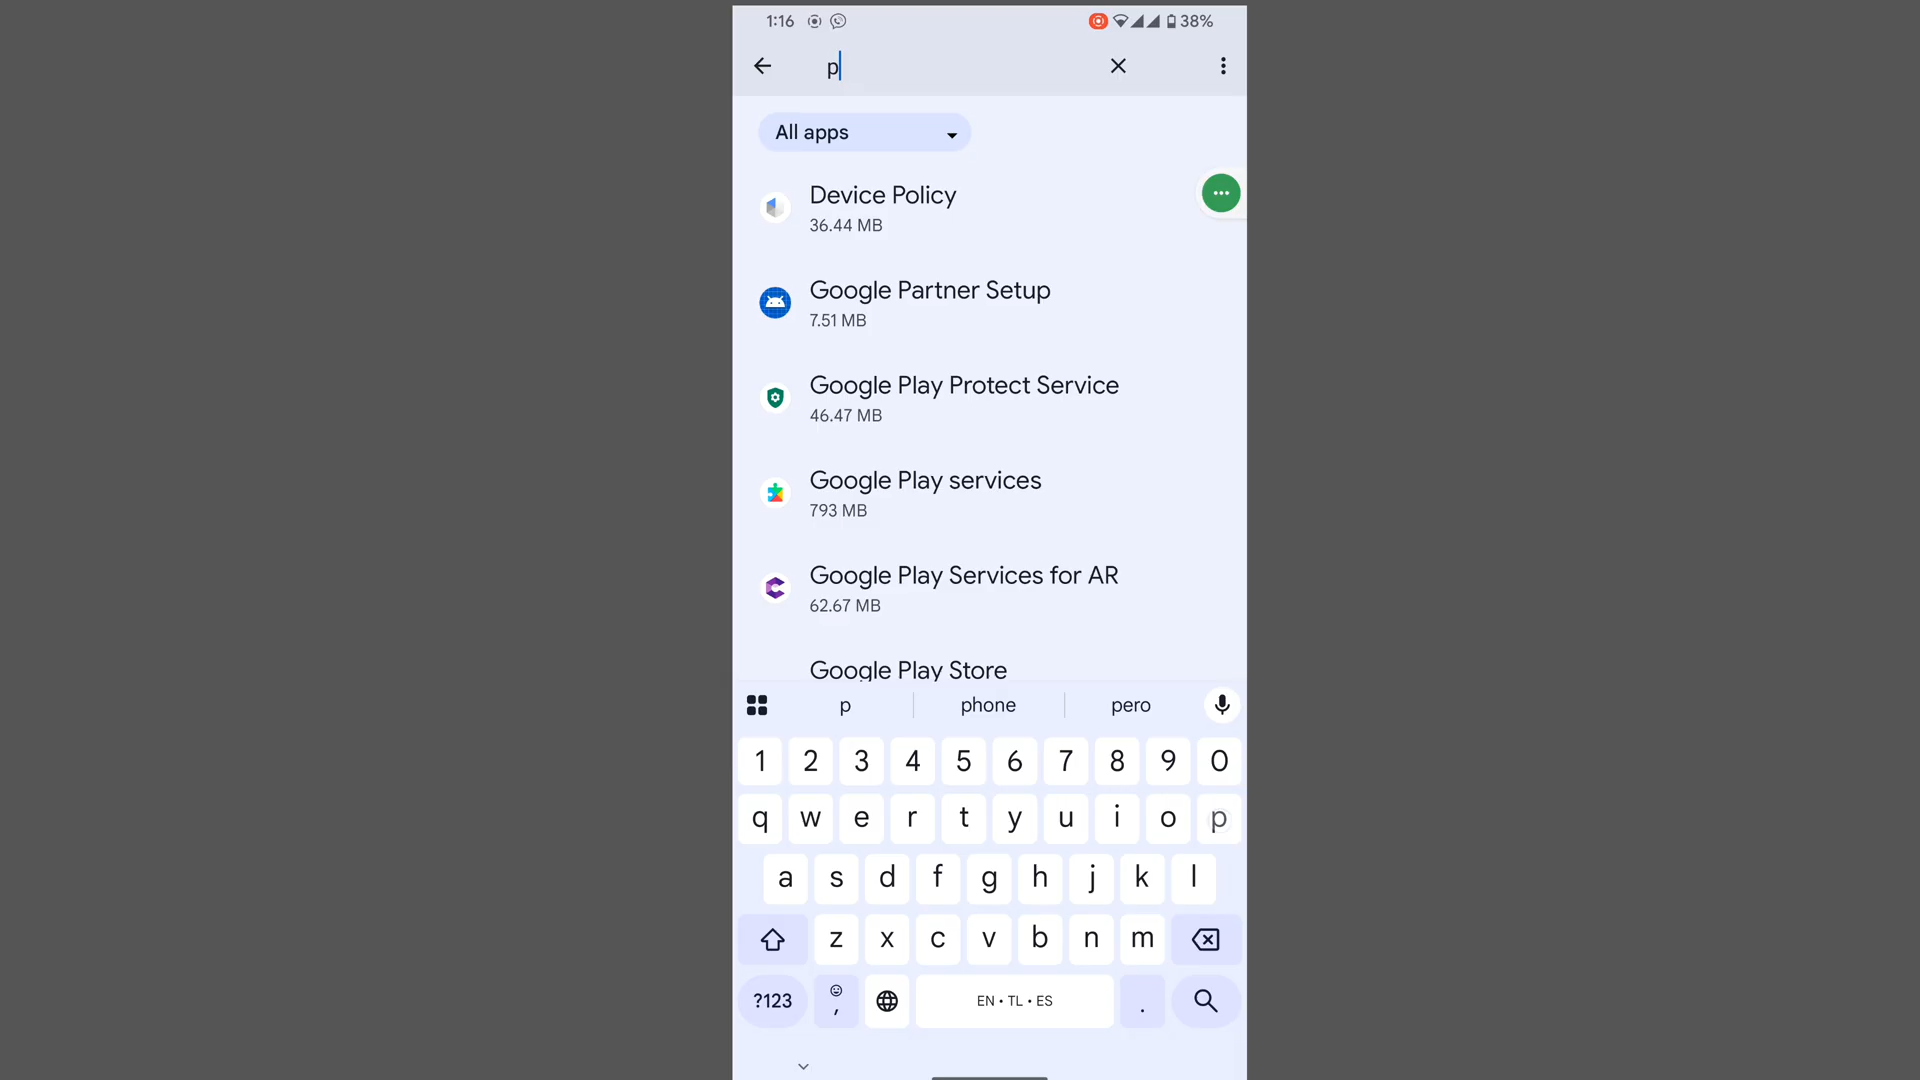 1:16
38%
p
All apps
Device Policy
36.44 MB
Google Partner Setup
7.51 MB
Google Play Protect Service
46.47 MB
Google Play services
793 MB
Google Play Services for AR
62.67 MB
Google Play Store
p phone pero
1 2 3 4 5 6 7 8 9 0
q w e r t y u i o p
a s d f g h j k l
z x c v b n m
?123 , EN • TL • ES .